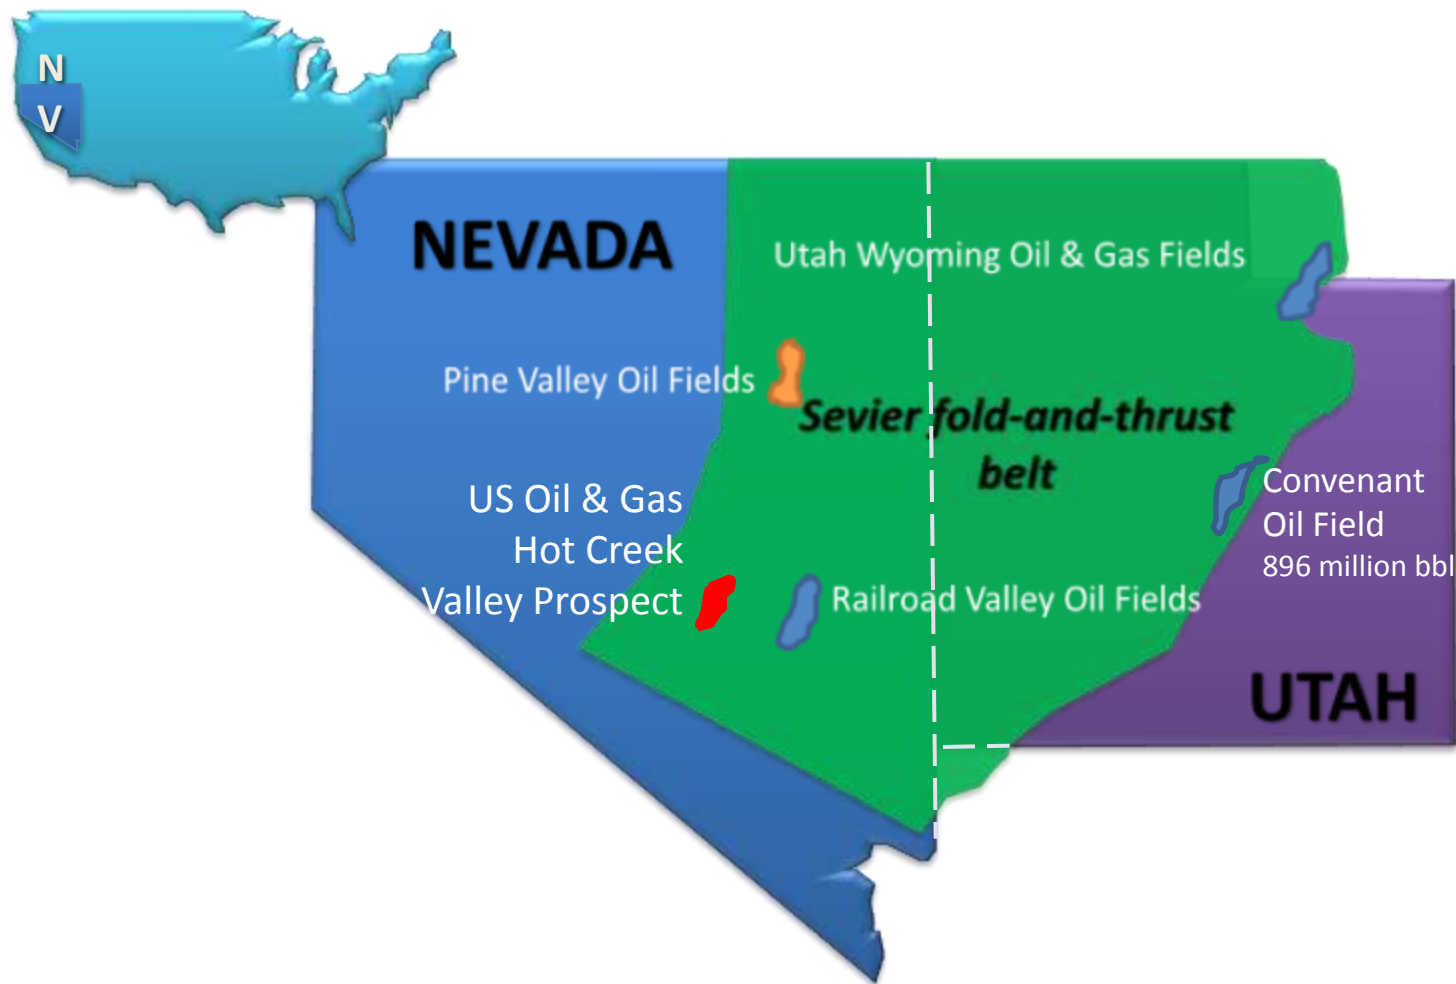 N
V
NEVADA
Utah Wyoming Oil & Gas Fields
Pine Valley Oil Fields
Sevier fold-and-thrust
belt
US Oil & Gas
Hot Creek
Valley Prospect
Convenant
Oil Field
896 million bbl
Railroad Valley Oil Fields
UTAH